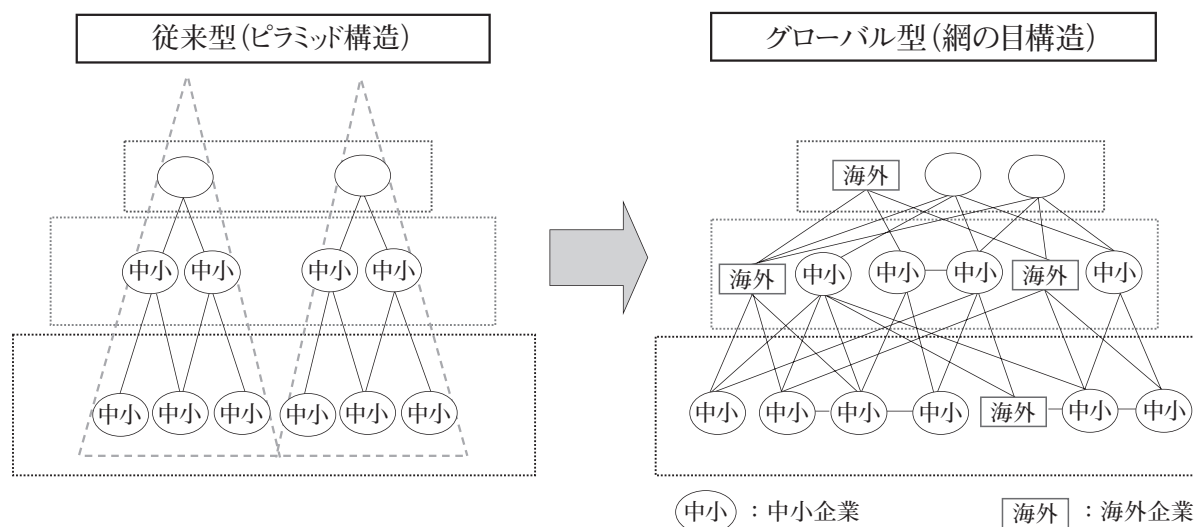 従来型(ピラミッド構造)
グローバル型(網の目構造)
海外
中小 中小 中小 中小
海外 中小 中小 中小 海外 中小
中小 中小 中小 中小 中小 中小
中小 中小 中小 中小 海外 中小 中小
中小 :中小企業
海外 :海外企業